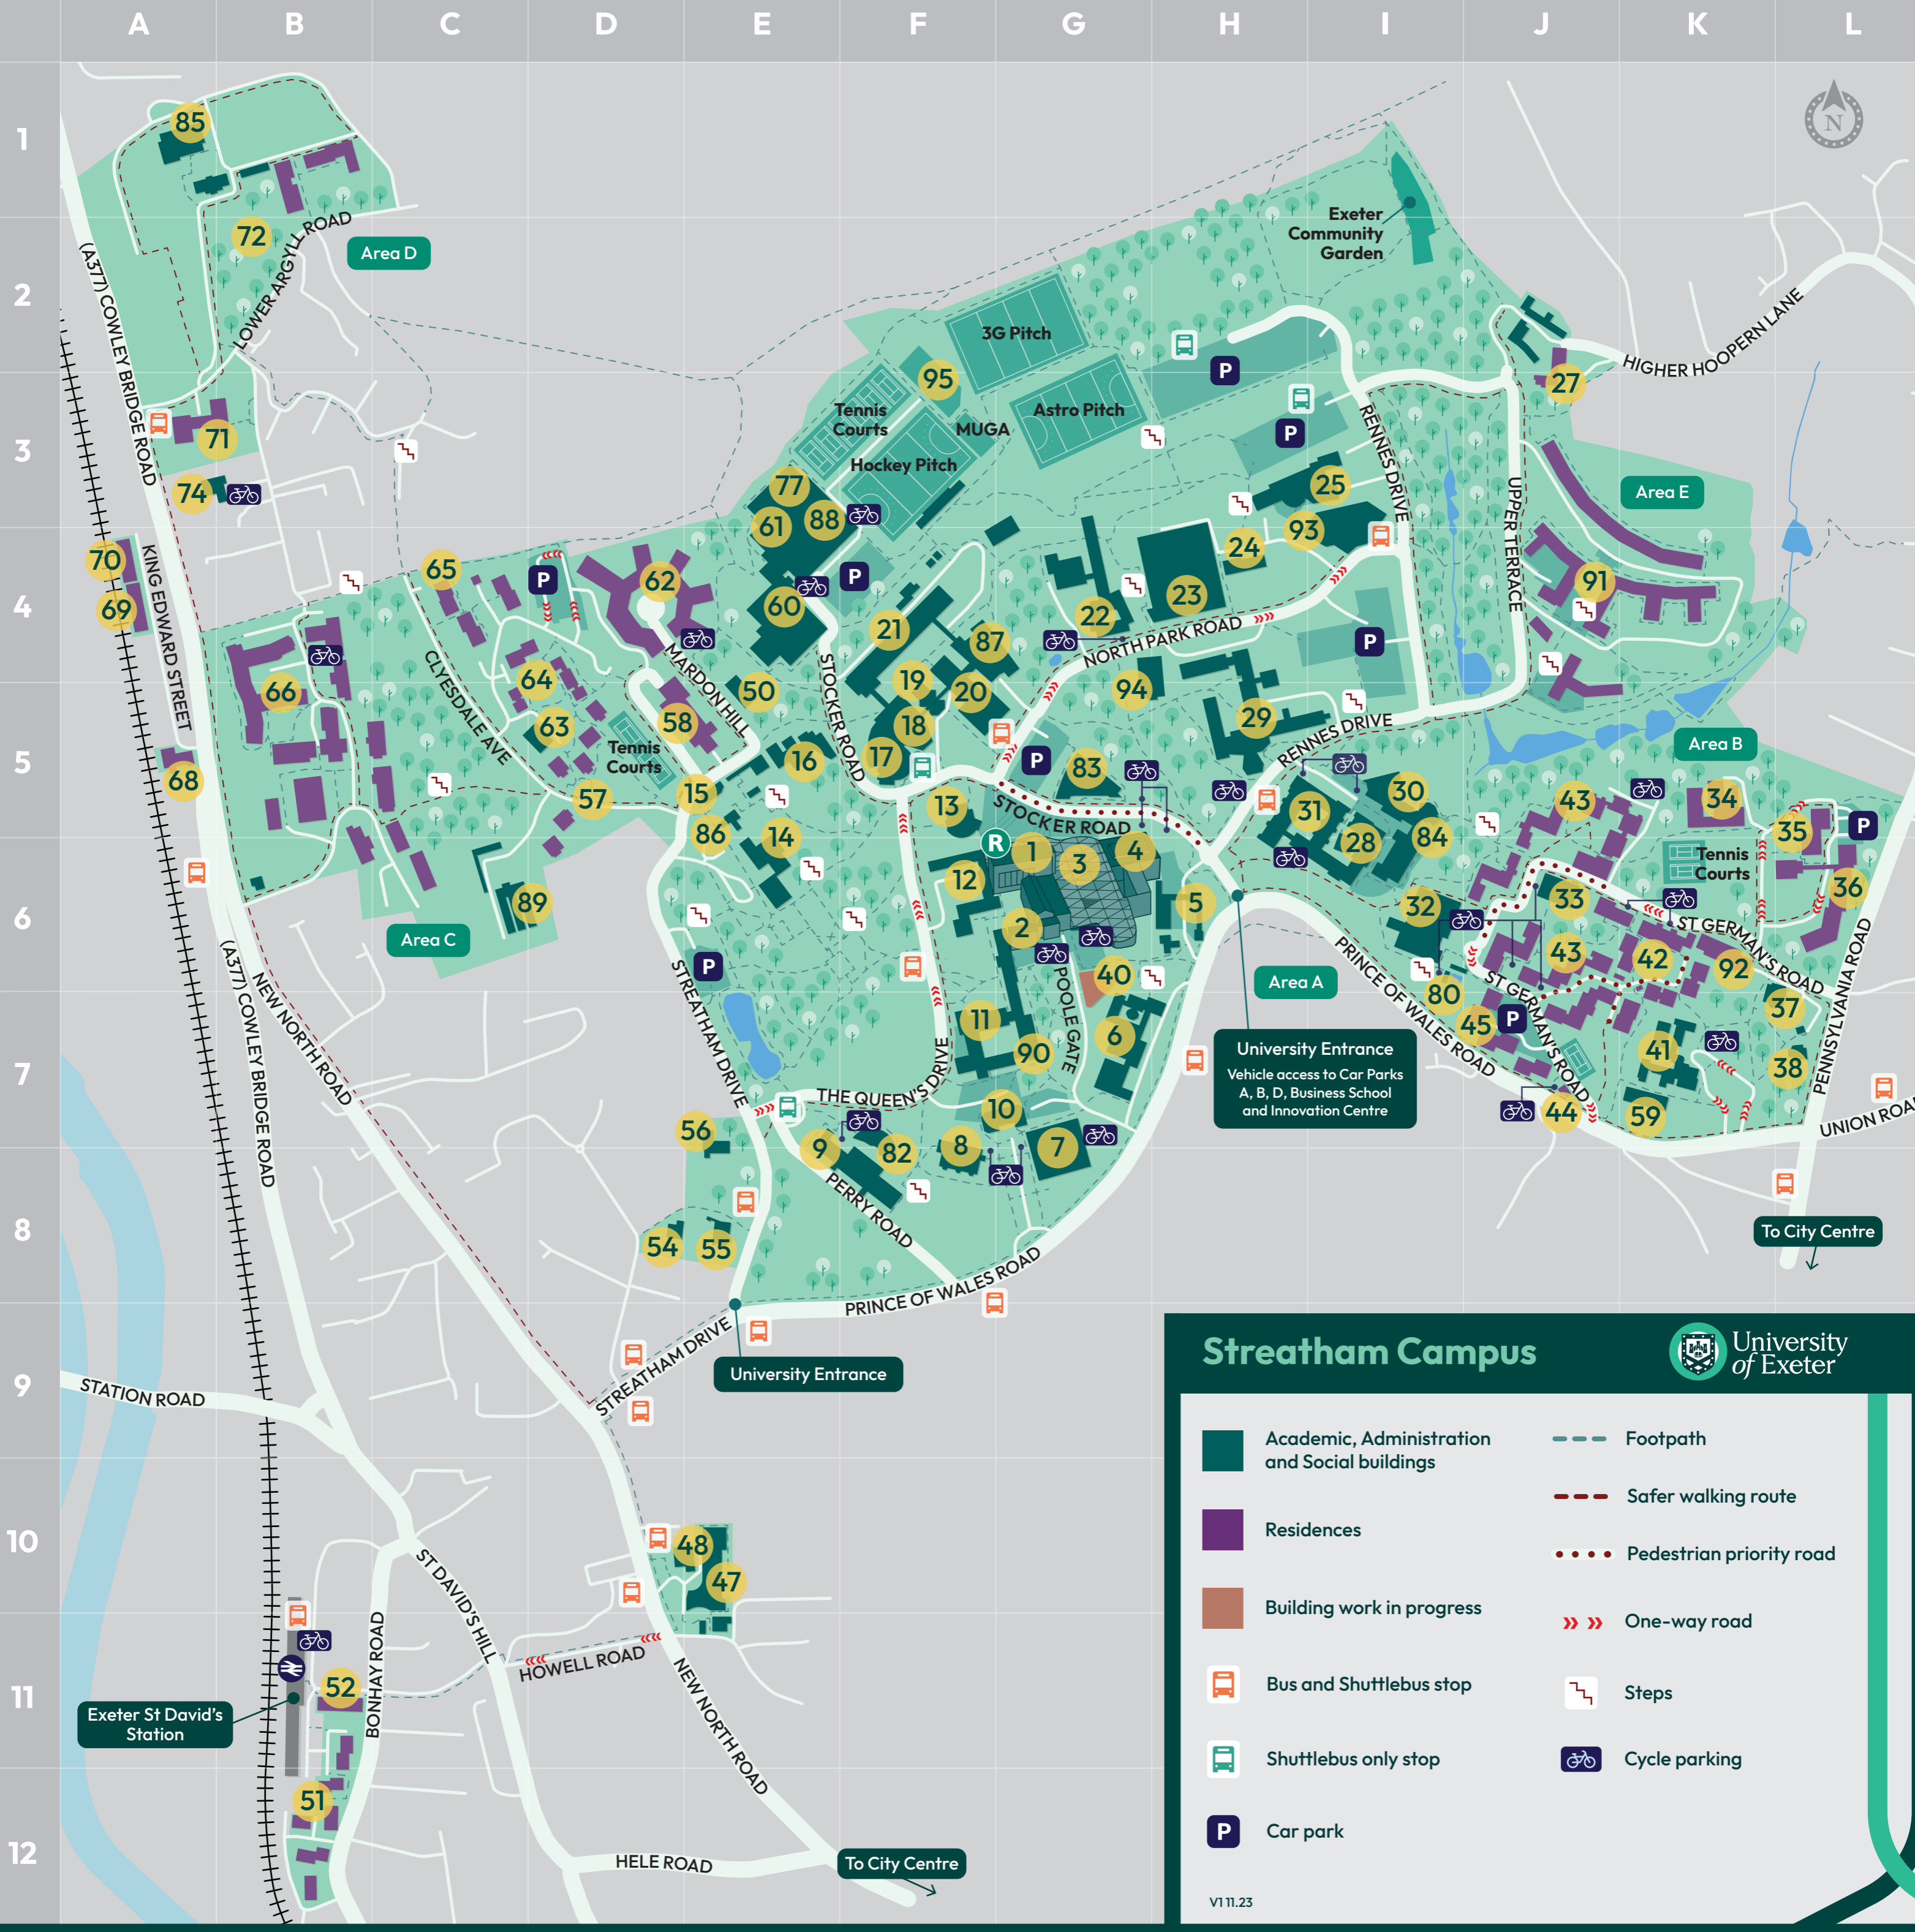 A B C D E F G H I J K L
1
2
3
4
5
6
7
8
9
10
11
12
N
85
72
LOWER ARGYLL ROAD
Area D
(A377) COWLEY BRIDGE ROAD
71
74
70
69
KING EDWARD STREET
68
66
65
CLYESDALE AVE
64
63
62
MARDON HILL
58
57
Tennis
Courts
Area C
89
Exeter
Community
Garden
3G Pitch
Astro Pitch
95
Tennis
Courts
MUGA
Hockey Pitch
77
61
88
60
50
P
P
P
P
P
P
P
P
P
P
STOCKER ROAD
21
87
19
20
18
17
16
15
86
14
13
22
23
24
25
93
94
NORTH PARK ROAD
29
RENNES DRIVE
RENNES DRIVE
UPPER TERRACE
27
HIGHER HOOPERN LANE
Area E
91
Area B
83
STOCKER ROAD
R
1
3
4
2
5
12
40
POOLE GATE
6
11
90
10
31
30
28
84
32
80
43
34
35
36
Tennis
Courts
33
43
42
92
ST GERMAN'S ROAD
ST GERMAN'S ROAD
45
44
41
59
37
38
PENNSYLVANIA ROAD
UNION ROA
To City Centre
Area A
PRINCE OF WALES ROAD
University Entrance
Vehicle access to Car Parks
A, B, D, Business School
and Innovation Centre
STREATHAM DRIVE
THE QUEEN'S DRIVE
56
9
82
8
7
PERRY ROAD
54
55
PRINCE OF WALES ROAD
STREATHAM DRIVE
University Entrance
(A377) COWLEY BRIDGE ROAD
NEW NORTH ROAD
STATION ROAD
48
47
ST DAVID'S HILL
HOWELL ROAD
NEW NORTH ROAD
BONHAY ROAD
52
Exeter St David's
Station
51
HELE ROAD
To City Centre
Streatham Campus
University
of Exeter
Academic, Administration
and Social buildings
Residences
Building work in progress
Bus and Shuttlebus stop
Shuttlebus only stop
P
Car park
Footpath
Safer walking route
Pedestrian priority road
One-way road
Steps
Cycle parking
V1 11.23